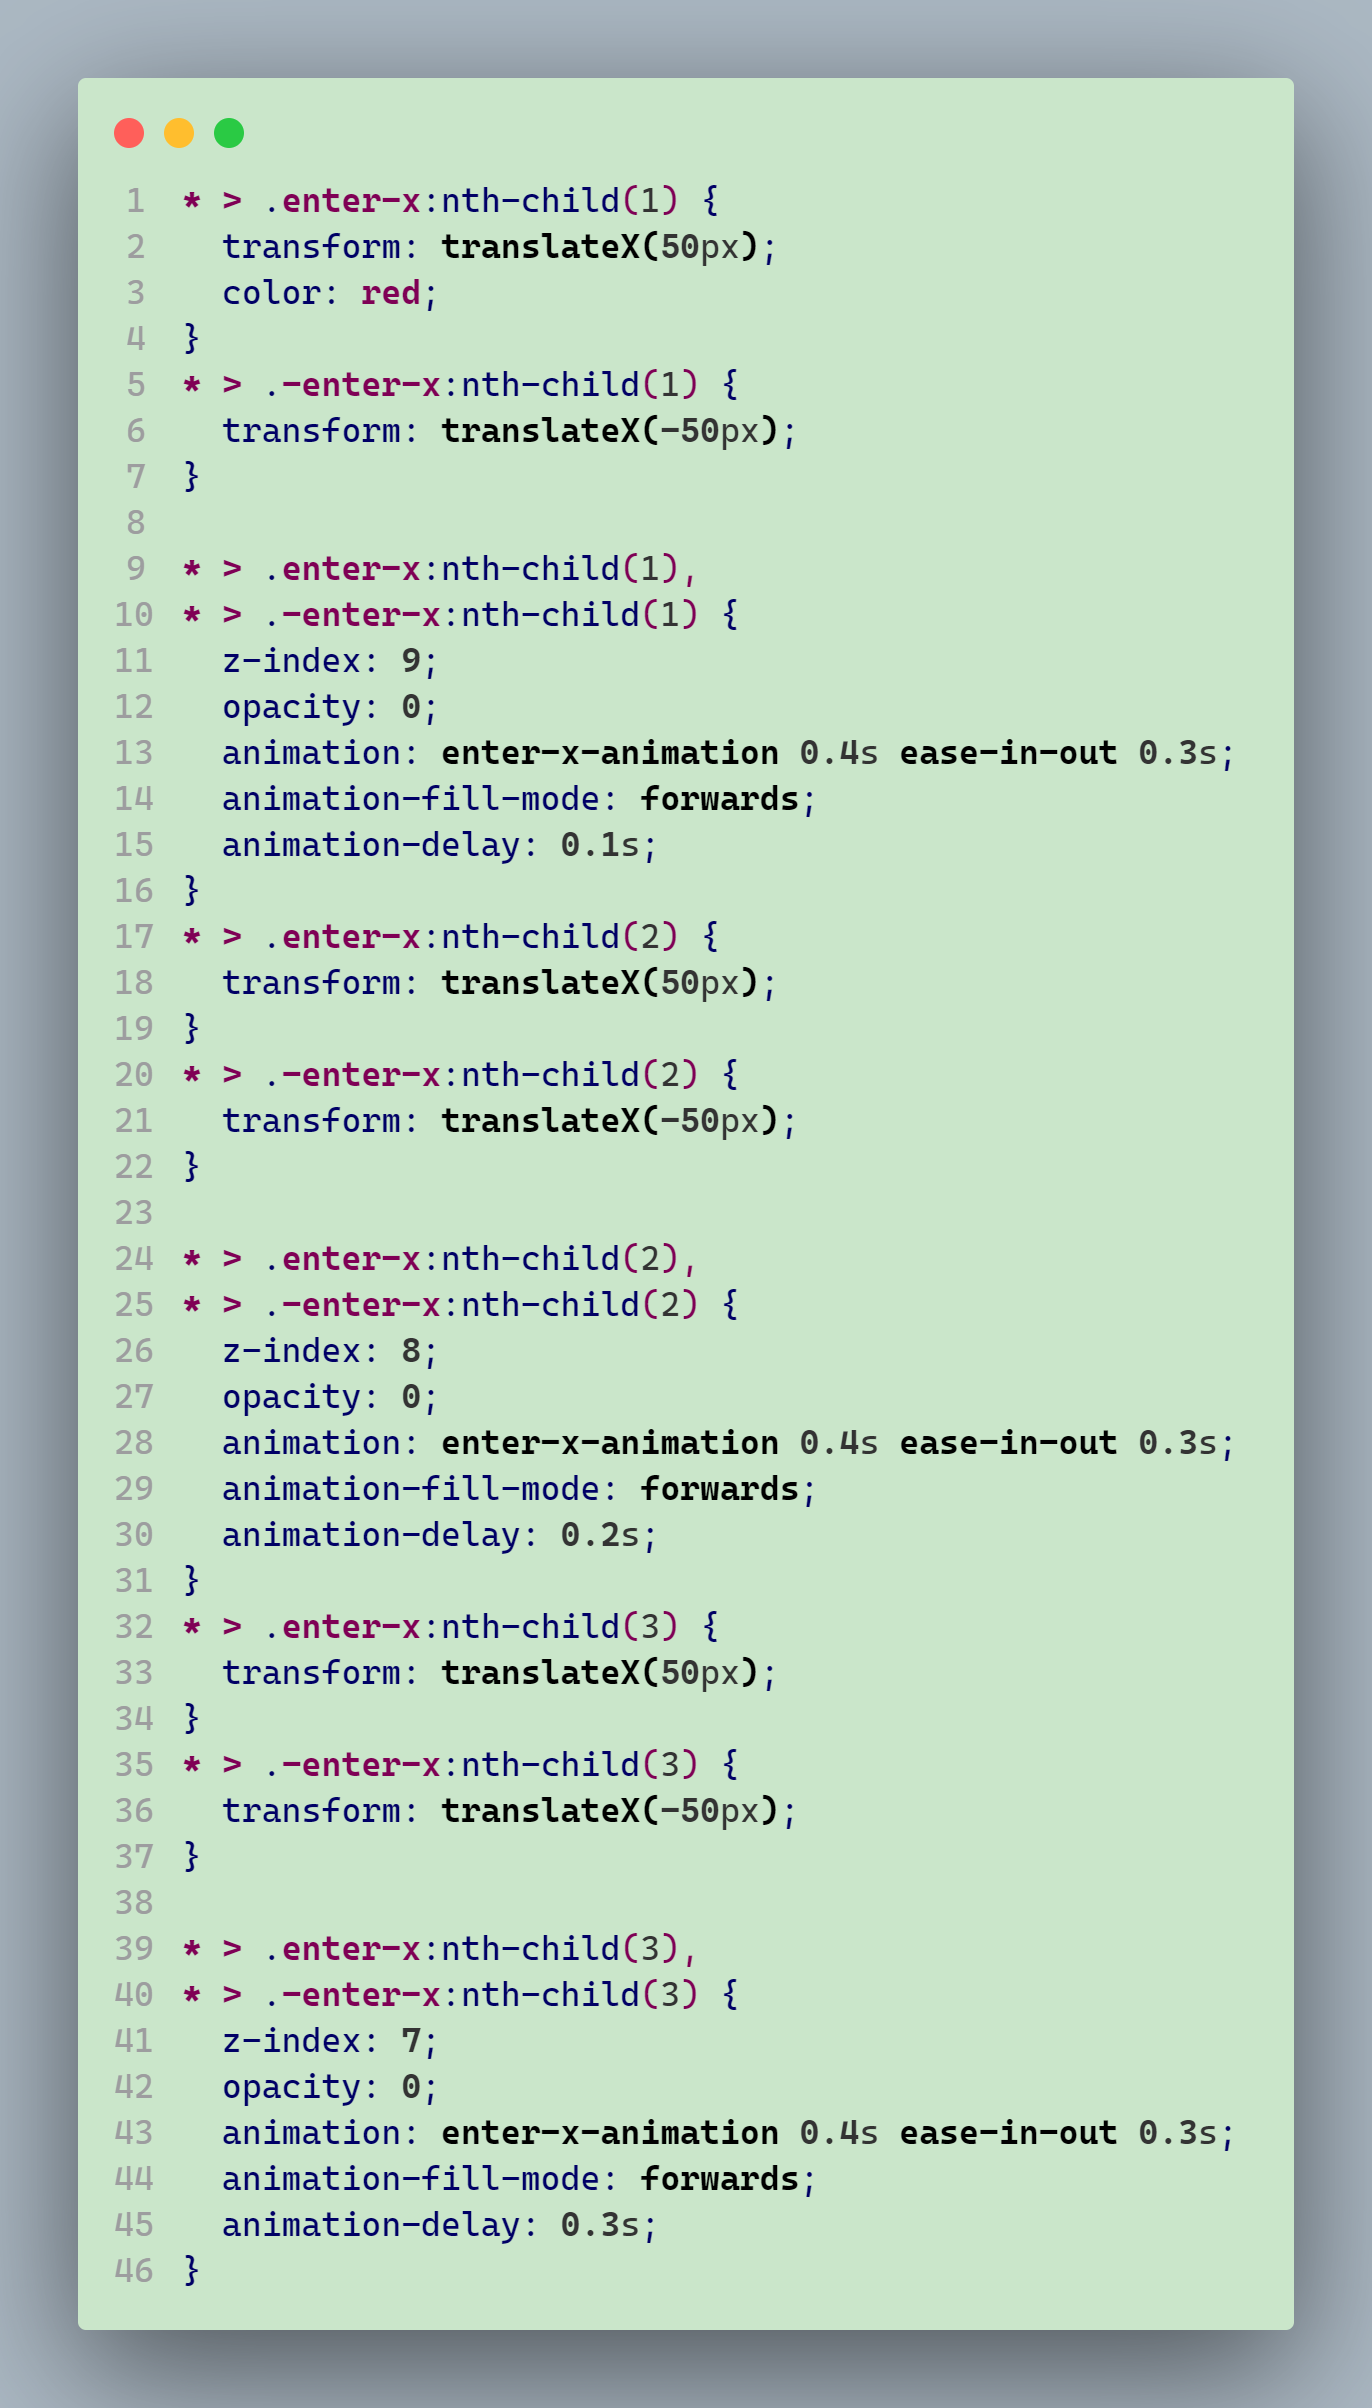 1 * > .enter-x:nth-child(1) {
2   transform: translateX(50px);
3   color: red;
4 }
5 * > .-enter-x:nth-child(1) {
6   transform: translateX(-50px);
7 }
8
9 * > .enter-x:nth-child(1),
10 * > .-enter-x:nth-child(1) {
11   z-index: 9;
12   opacity: 0;
13   animation: enter-x-animation 0.4s ease-in-out 0.3s;
14   animation-fill-mode: forwards;
15   animation-delay: 0.1s;
16 }
17 * > .enter-x:nth-child(2) {
18   transform: translateX(50px);
19 }
20 * > .-enter-x:nth-child(2) {
21   transform: translateX(-50px);
22 }
23
24 * > .enter-x:nth-child(2),
25 * > .-enter-x:nth-child(2) {
26   z-index: 8;
27   opacity: 0;
28   animation: enter-x-animation 0.4s ease-in-out 0.3s;
29   animation-fill-mode: forwards;
30   animation-delay: 0.2s;
31 }
32 * > .enter-x:nth-child(3) {
33   transform: translateX(50px);
34 }
35 * > .-enter-x:nth-child(3) {
36   transform: translateX(-50px);
37 }
38
39 * > .enter-x:nth-child(3),
40 * > .-enter-x:nth-child(3) {
41   z-index: 7;
42   opacity: 0;
43   animation: enter-x-animation 0.4s ease-in-out 0.3s;
44   animation-fill-mode: forwards;
45   animation-delay: 0.3s;
46 }